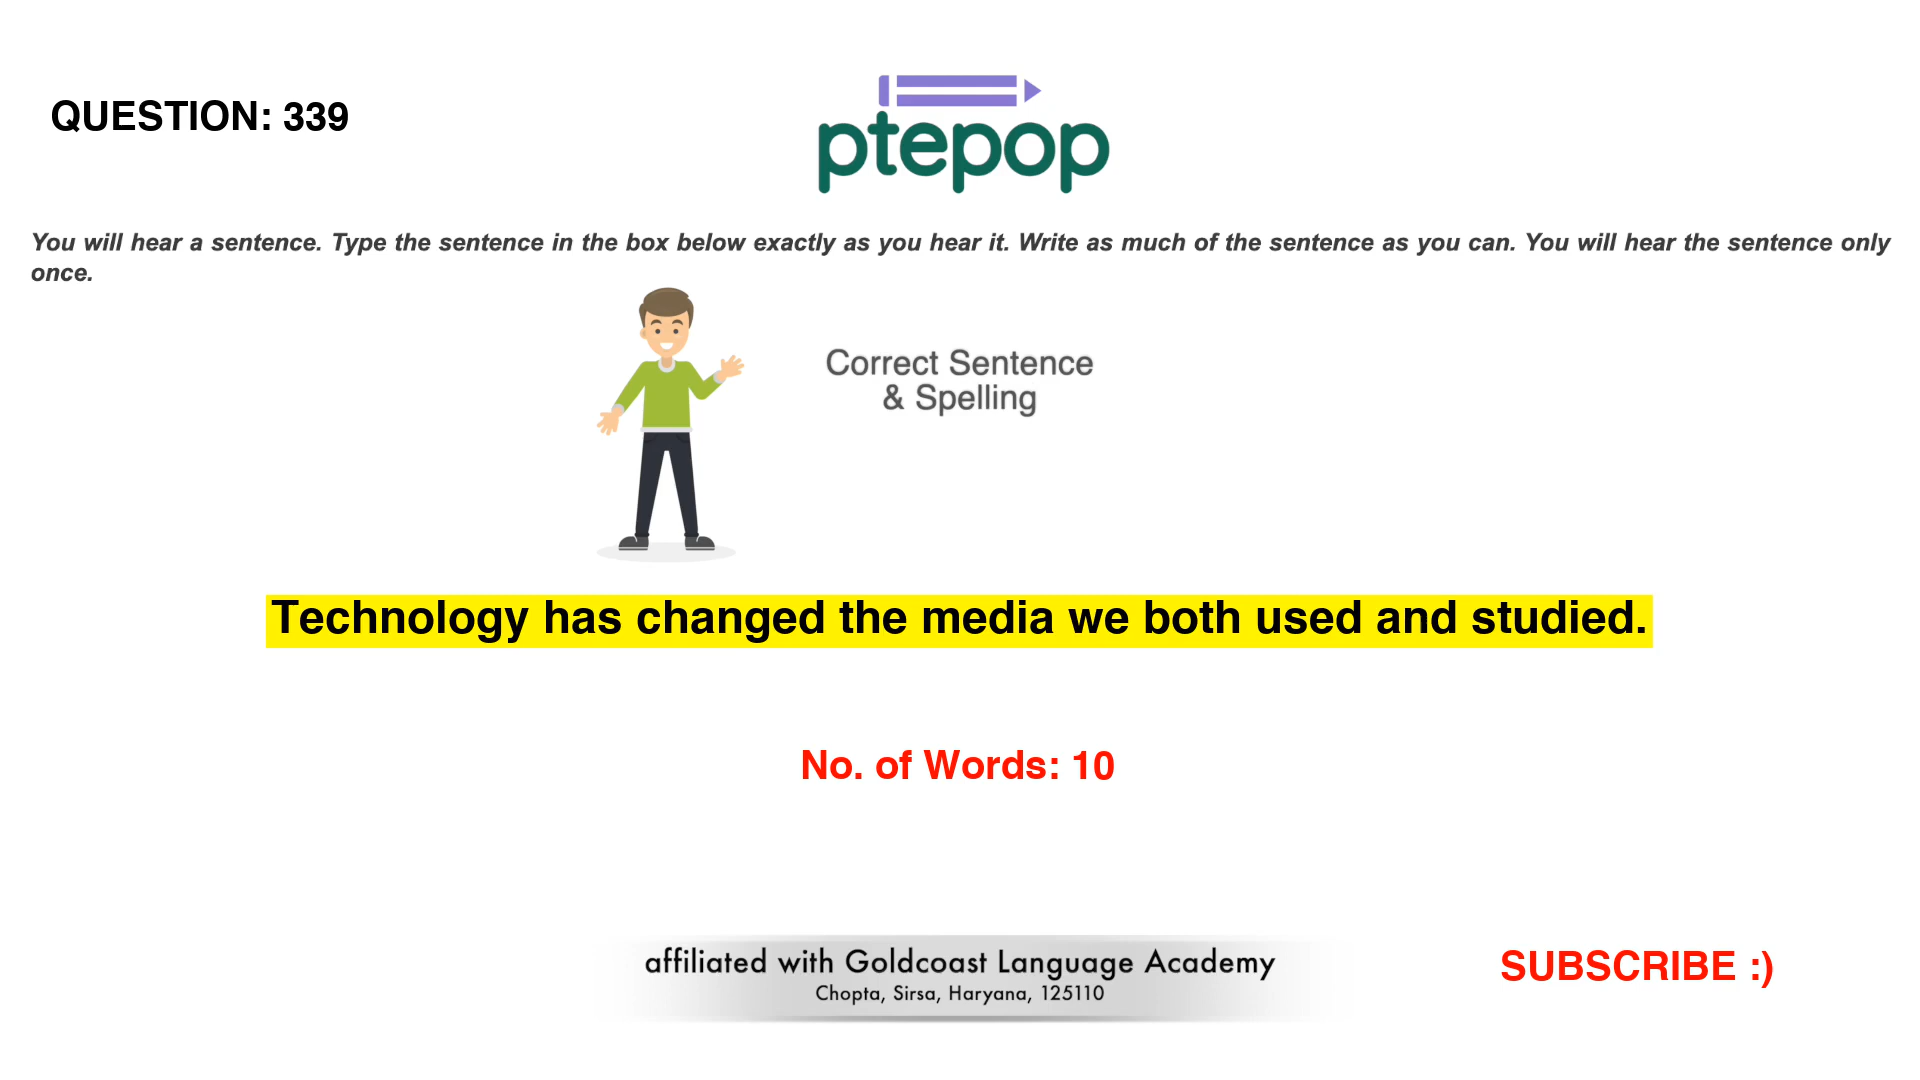 QUESTION: 339
ptepop
You will hear a sentence. Type the sentence in the box below exactly as you hear it. Write as much of the sentence as you can. You will hear the sentence only
once.
Correct Sentence
& Spelling
Technology has changed the media we both used and studied.
No. of Words: 10
affiliated with Goldcoast Language Academy
Chopta, Sirsa, Haryana, 125110
SUBSCRIBE :)